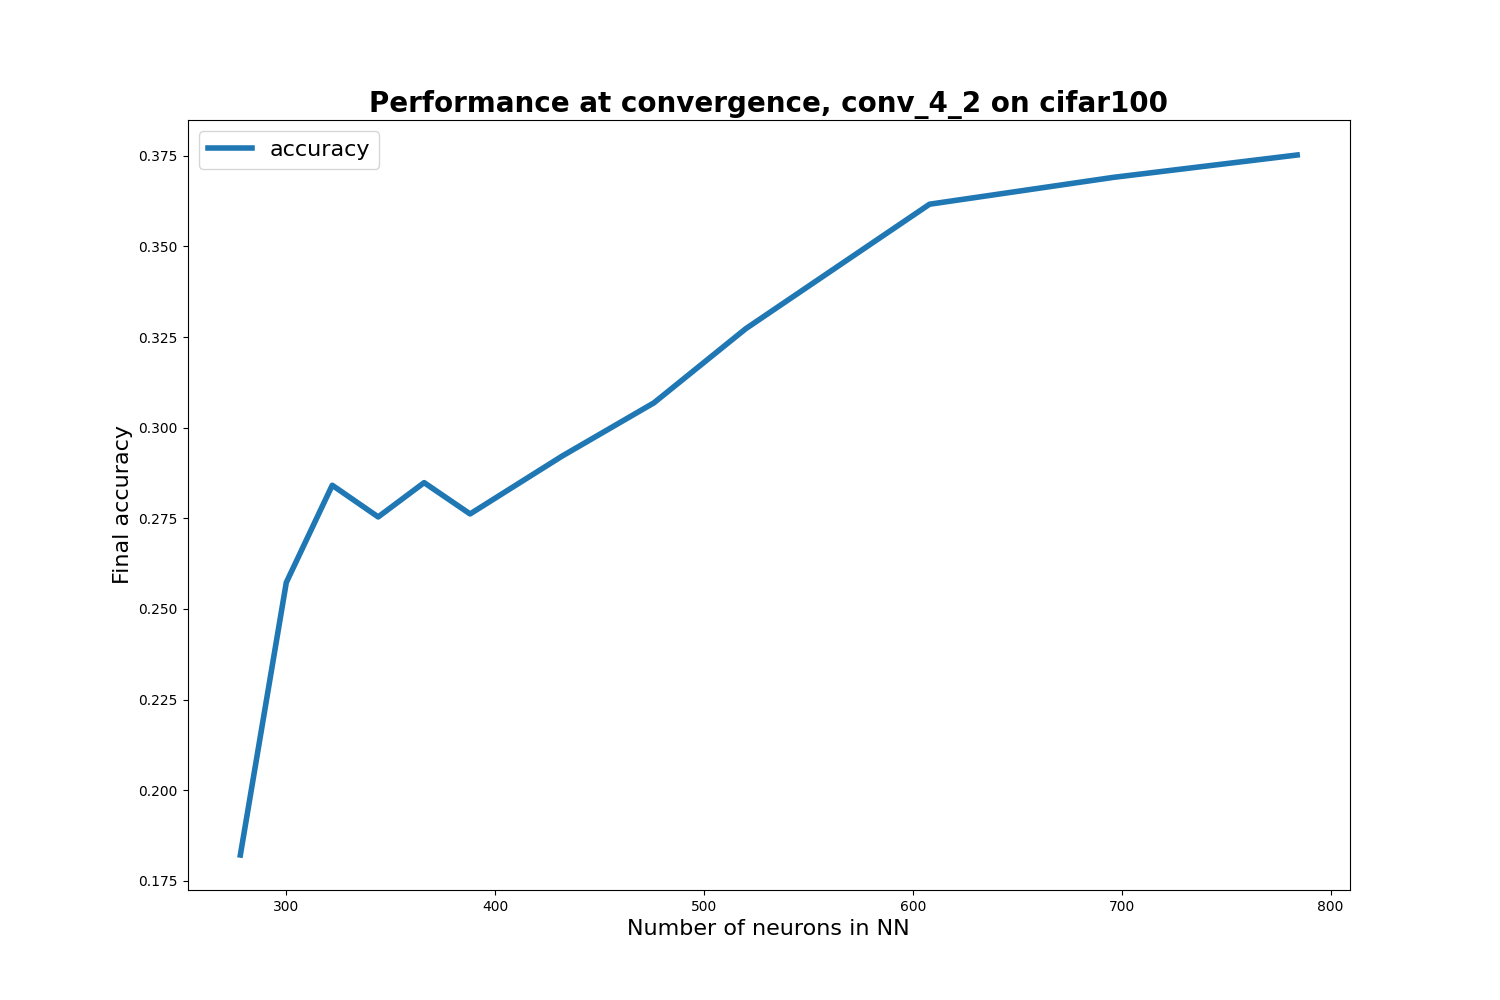 Performance at convergence, conv_4_2 on cifar100
accuracy
0.375
0.350
0.325
0.300
0.275
0.250
0.225
0.200
0.175
Final accuracy
300 400 500 600 700 800
Number of neurons in NN